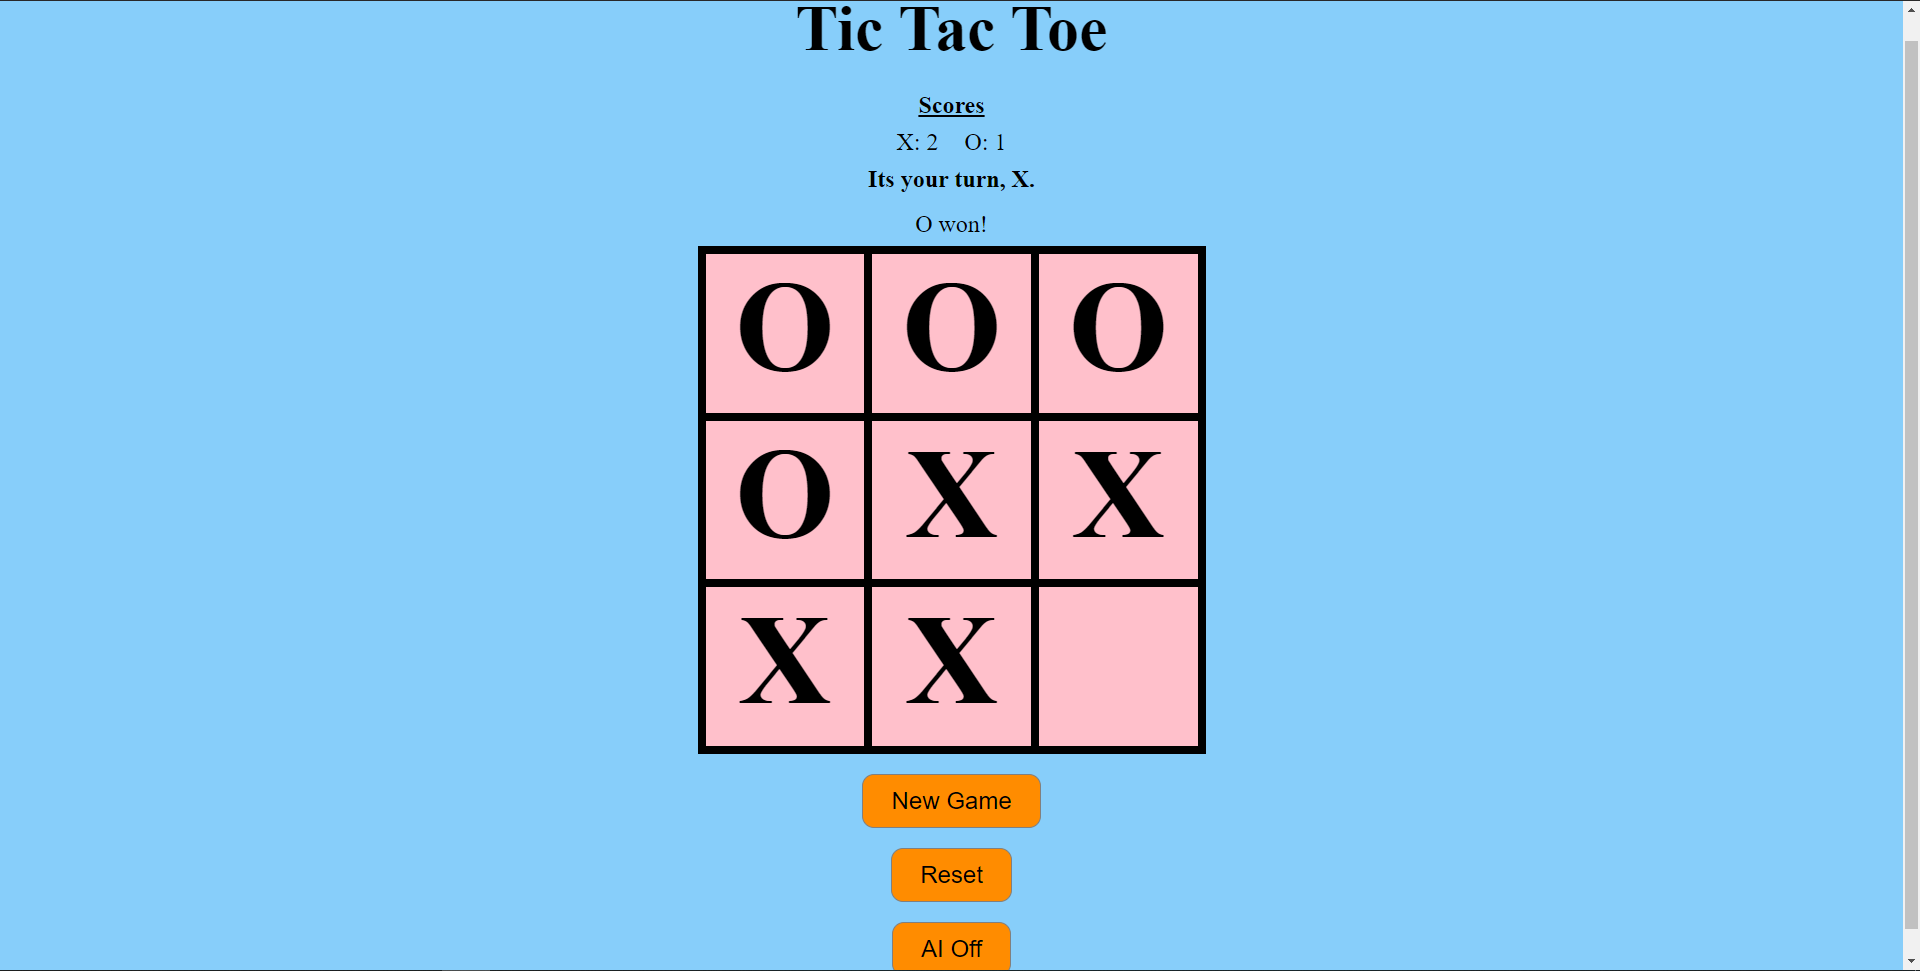 Tic Tac Toe
Scores
X: 2 O: 1
Its your turn, X.
O won!
O O O
O X X
X X
New Game
Reset
AI Off